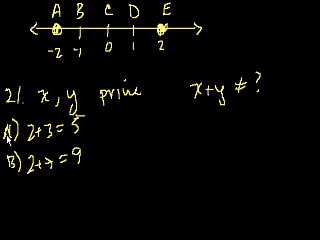 A B C D E
-2 -1 0 1 2
21. x, y prime x+y ≠ ?
A) 2+3=5
B) 2+7=9